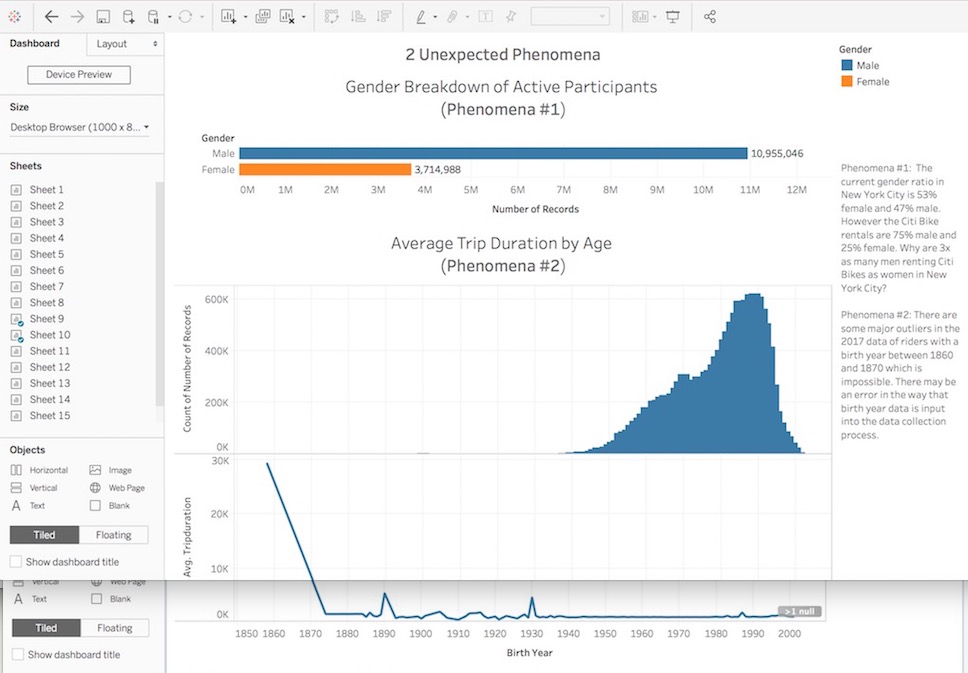 Dashboard
Layout
Device Preview
Size
Desktop Browser (1000 x 8...
Sheets
Sheet 1
Sheet 2
Sheet 3
Sheet 4
Sheet 5
Sheet 6
Sheet 7
Sheet 8
Sheet 9
Sheet 10
Sheet 11
Sheet 12
Sheet 13
Sheet 14
Sheet 15
Objects
Horizontal Image
Vertical Web Page
A Text Blank
Tiled Floating
Show dashboard title
Vertical Web Page
A Text Blank
Tiled Floating
Show dashboard title
2 Unexpected Phenomena
Gender Breakdown of Active Participants
(Phenomena #1)
Gender
Male 10,955,046
Female 3,714,988
0M 1M 2M 3M 4M 5M 6M 7M 8M 9M 10M 11M 12M
Number of Records
Average Trip Duration by Age
(Phenomena #2)
Count of Number of Records
600K
400K
200K
0K
Avg. Tripduration
30K
20K
10K
0K
>1 null
1850 1860 1870 1880 1890 1900 1910 1920 1930 1940 1950 1960 1970 1980 1990 2000
Birth Year
Gender
Male
Female
Phenomena #1: The
current gender ratio in
New York City is 53%
female and 47% male.
However the Citi Bike
rentals are 75% male and
25% female. Why are 3x
as many men renting Citi
Bikes as women in New
York City?
Phenomena #2: There are
some major outliers in the
2017 data of riders with a
birth year between 1860
and 1870 which is
impossible. There may be
an error in the way that
birth year data is input
into the data collection
process.